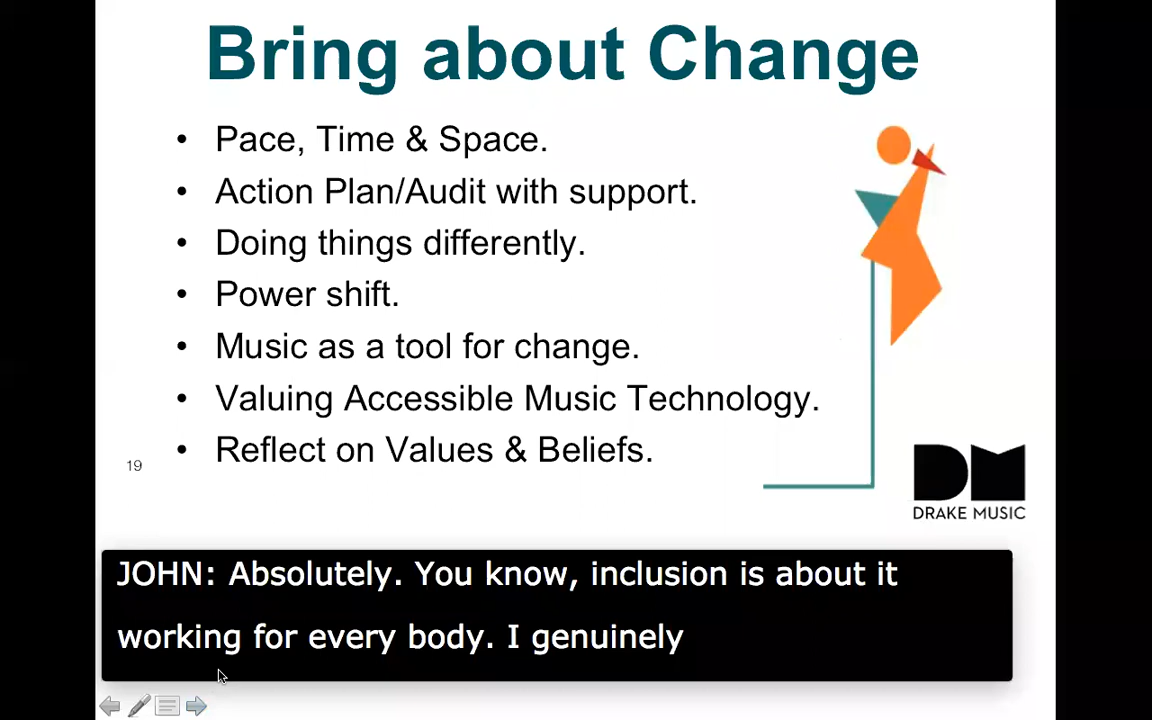 Bring about Change
• Pace, Time & Space.
• Action Plan/Audit with support.
• Doing things differently.
• Power shift.
• Music as a tool for change.
• Valuing Accessible Music Technology.
• Reflect on Values & Beliefs.
19
DM
DRAKE MUSIC
JOHN: Absolutely. You know, inclusion is about it
working for every body. I genuinely